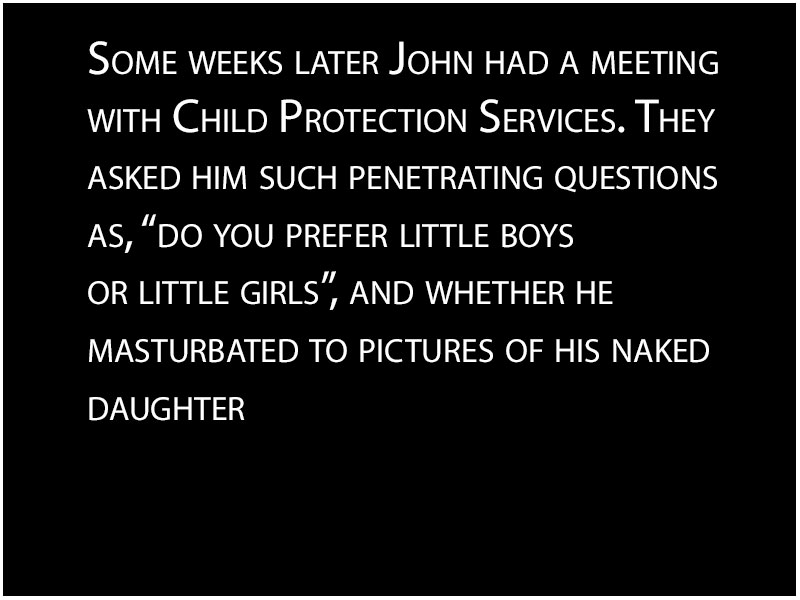 Some weeks later John had a meeting
with Child Protection Services. They
asked him such penetrating questions
as, “do you prefer little boys
or little girls”, and whether he
masturbated to pictures of his naked
daughter